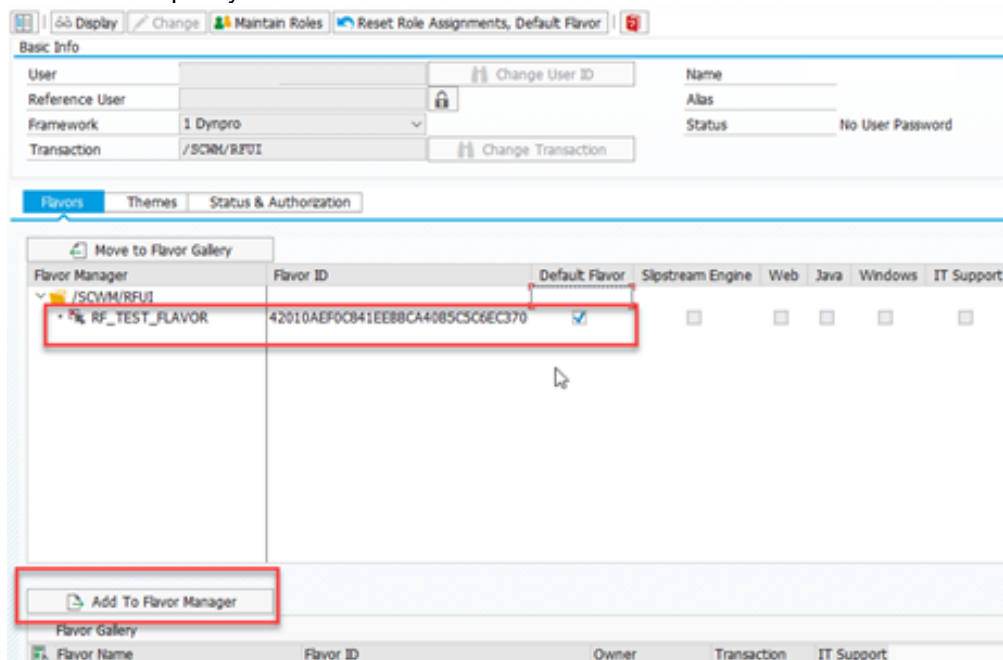 Display Change Maintain Roles Reset Role Assignments, Default Flavor
Basic Info
User Change User ID Name
Reference User Alias
Framework 1 Dynpro Status No User Password
Transaction /SCWM/RFUI Change Transaction
Flavors Themes Status & Authorization
Move to Flavor Gallery
Flavor Manager Flavor ID Default Flavor Slipstream Engine Web Java Windows IT Support
/SCWM/RFUI
RF_TEST_FLAVOR 42010AEF0C841EEBBCA4085C5C6EC370
Add To Flavor Manager
Flavor Gallery
Flavor Name Flavor ID Owner Transaction IT Support